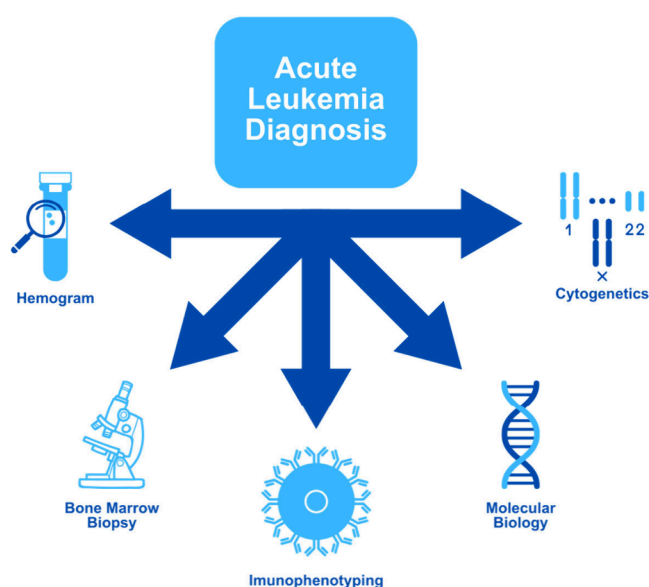 Acute
Leukemia
Diagnosis
Hemogram
1
22
×
Cytogenetics
Bone Marrow
Biopsy
Imunophenotyping
Molecular
Biology